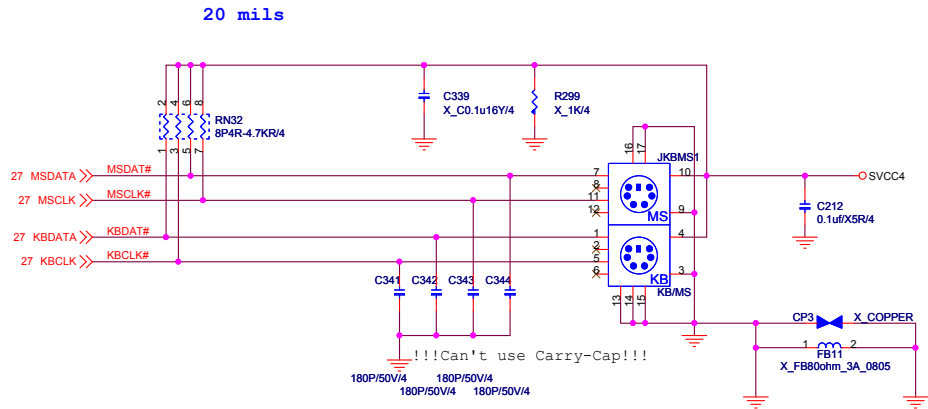 20 mils
2 4 6 8
RN32
8P4R-4.7KR/4
1 3 5 7
C339
X_C0.1u16Y/4
R299
X_1K/4
16 17
JKBMS1
27 MSDATA MSDAT# 7 10 SVCC4
8
27 MSCLK MSCLK# 11
12 MS 9
C212
0.1uf/X5R/4
27 KBDATA KBDAT# 1 4
2
27 KBCLK KBCLK# 5
6 KB 3
KB/MS
C341 C342 C343 C344
13 14 15
CP3 X_COPPER
1 2
FB11
X_FB80ohm_3A_0805
!!!Can't use Carry-Cap!!!
180P/50V/4 180P/50V/4
180P/50V/4 180P/50V/4